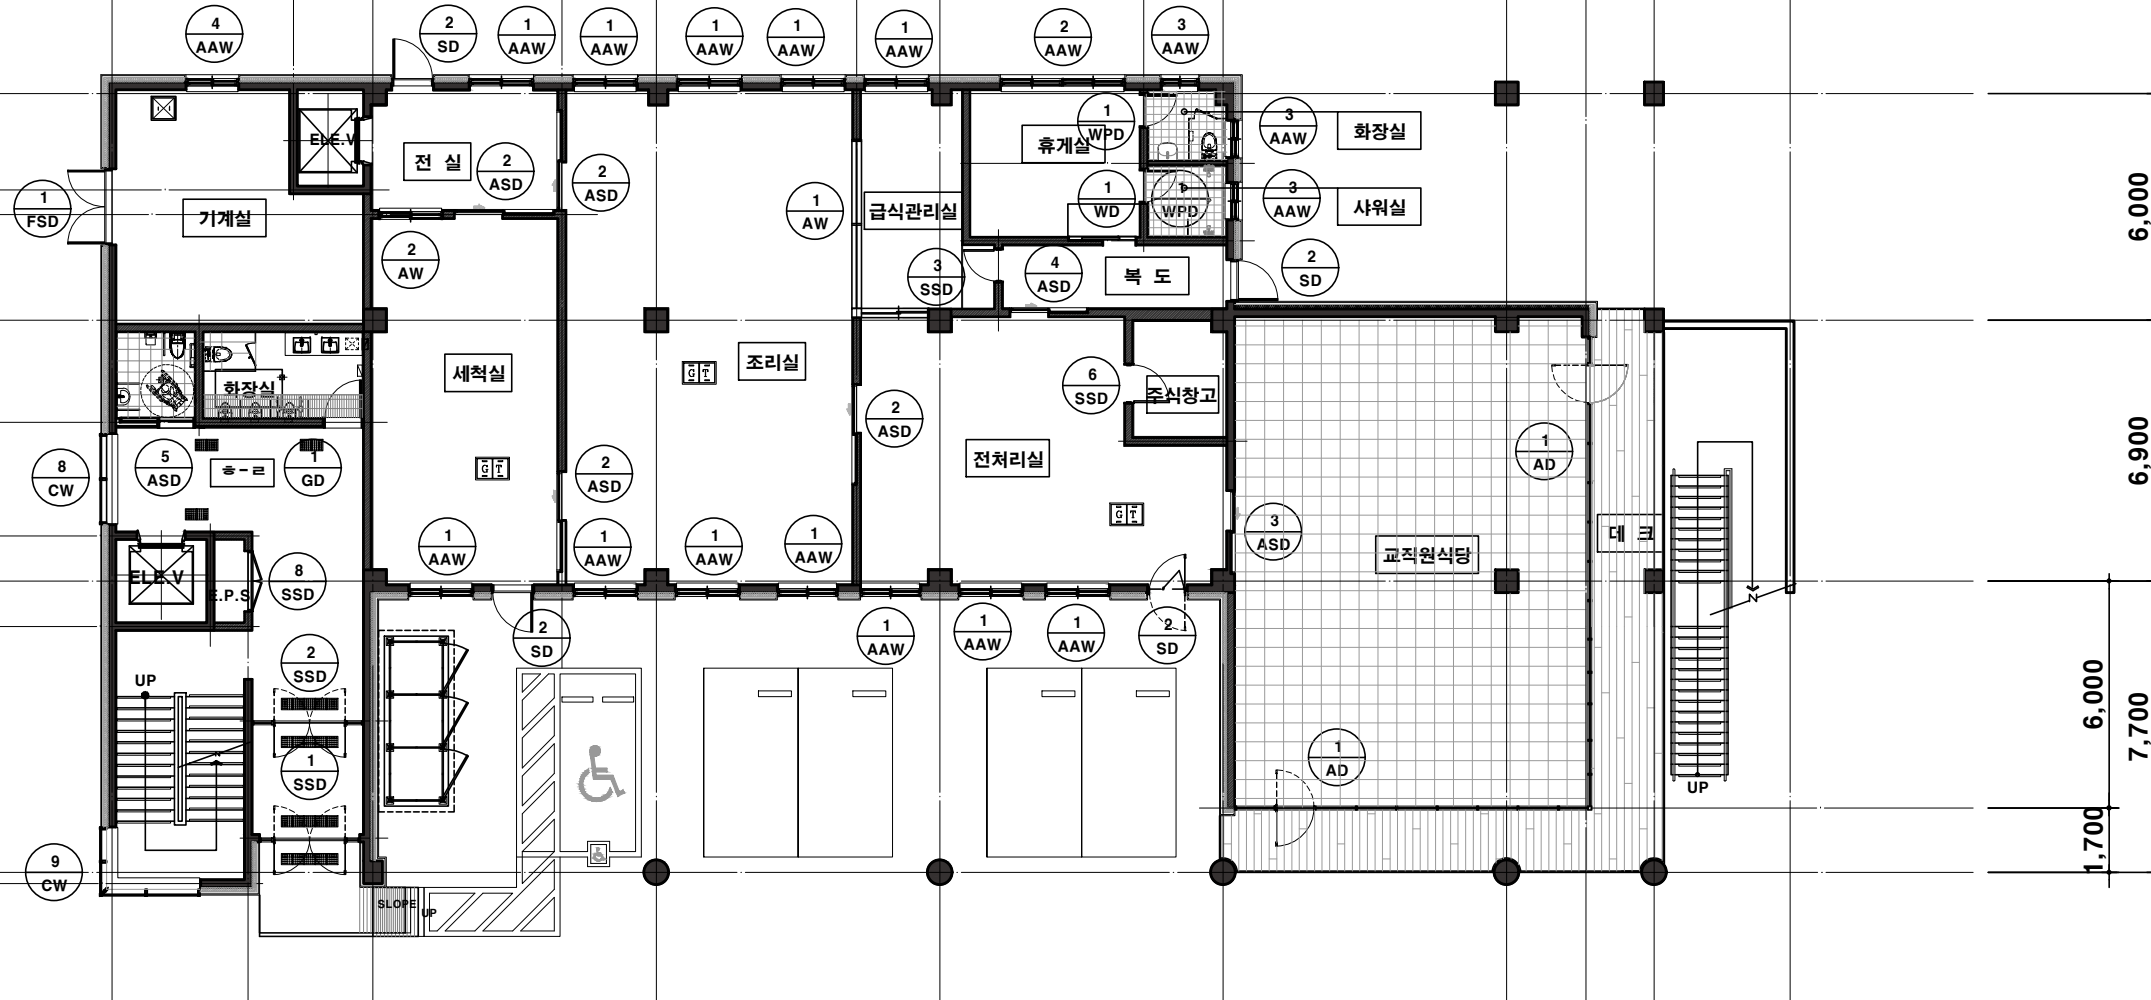 4
AAW
2
SD
1
AAW
1
AAW
1
AAW
1
AAW
1
AAW
2
AAW
3
AAW
ELE.V
전 실
2
ASD
2
ASD
1
AW
급식관리실
휴게실
1
WPD
3
AAW
화장실
1
WD
1
WPD
3
AAW
샤워실
6,000
1
FSD
기계실
2
AW
3
SSD
4
ASD
복 도
2
SD
화장실
세척실
G T
조리실
2
ASD
6
SSD
주식창고
8
CW
5
ASD
1
GD
G T
2
ASD
전처리실
G T
1
AD
6,900
3
ASD
교직원식당
데 크
1
AAW
1
AAW
1
AAW
1
AAW
ELE.V
E.P.S
8
SSD
2
SD
1
AAW
1
AAW
1
AAW
2
SD
2
SSD
UP
1
SSD
1
AD
UP
6,000
7,700
1,700
9
CW
SLOPE
UP